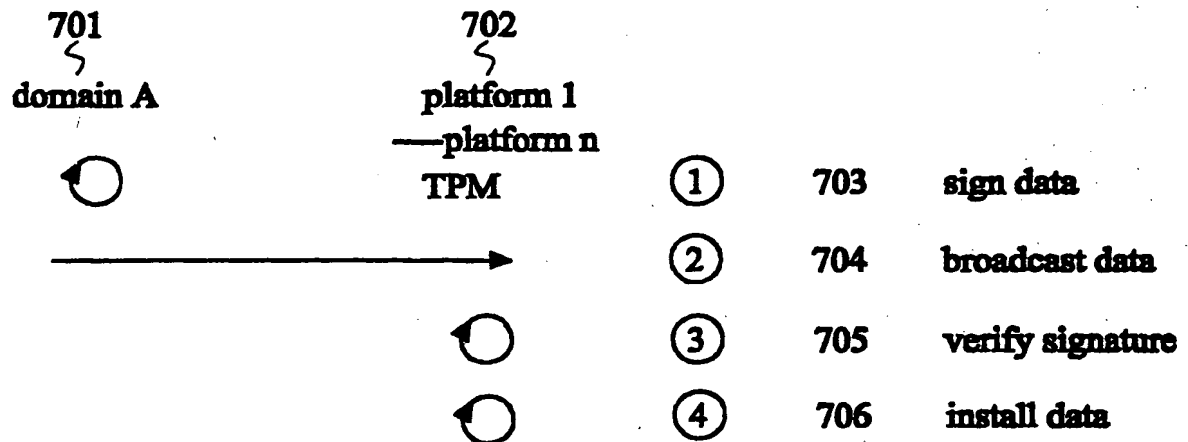 701 702
domain A platform 1
—platform n
TPM 1 703 sign data
2 704 broadcast data
3 705 verify signature
4 706 install data